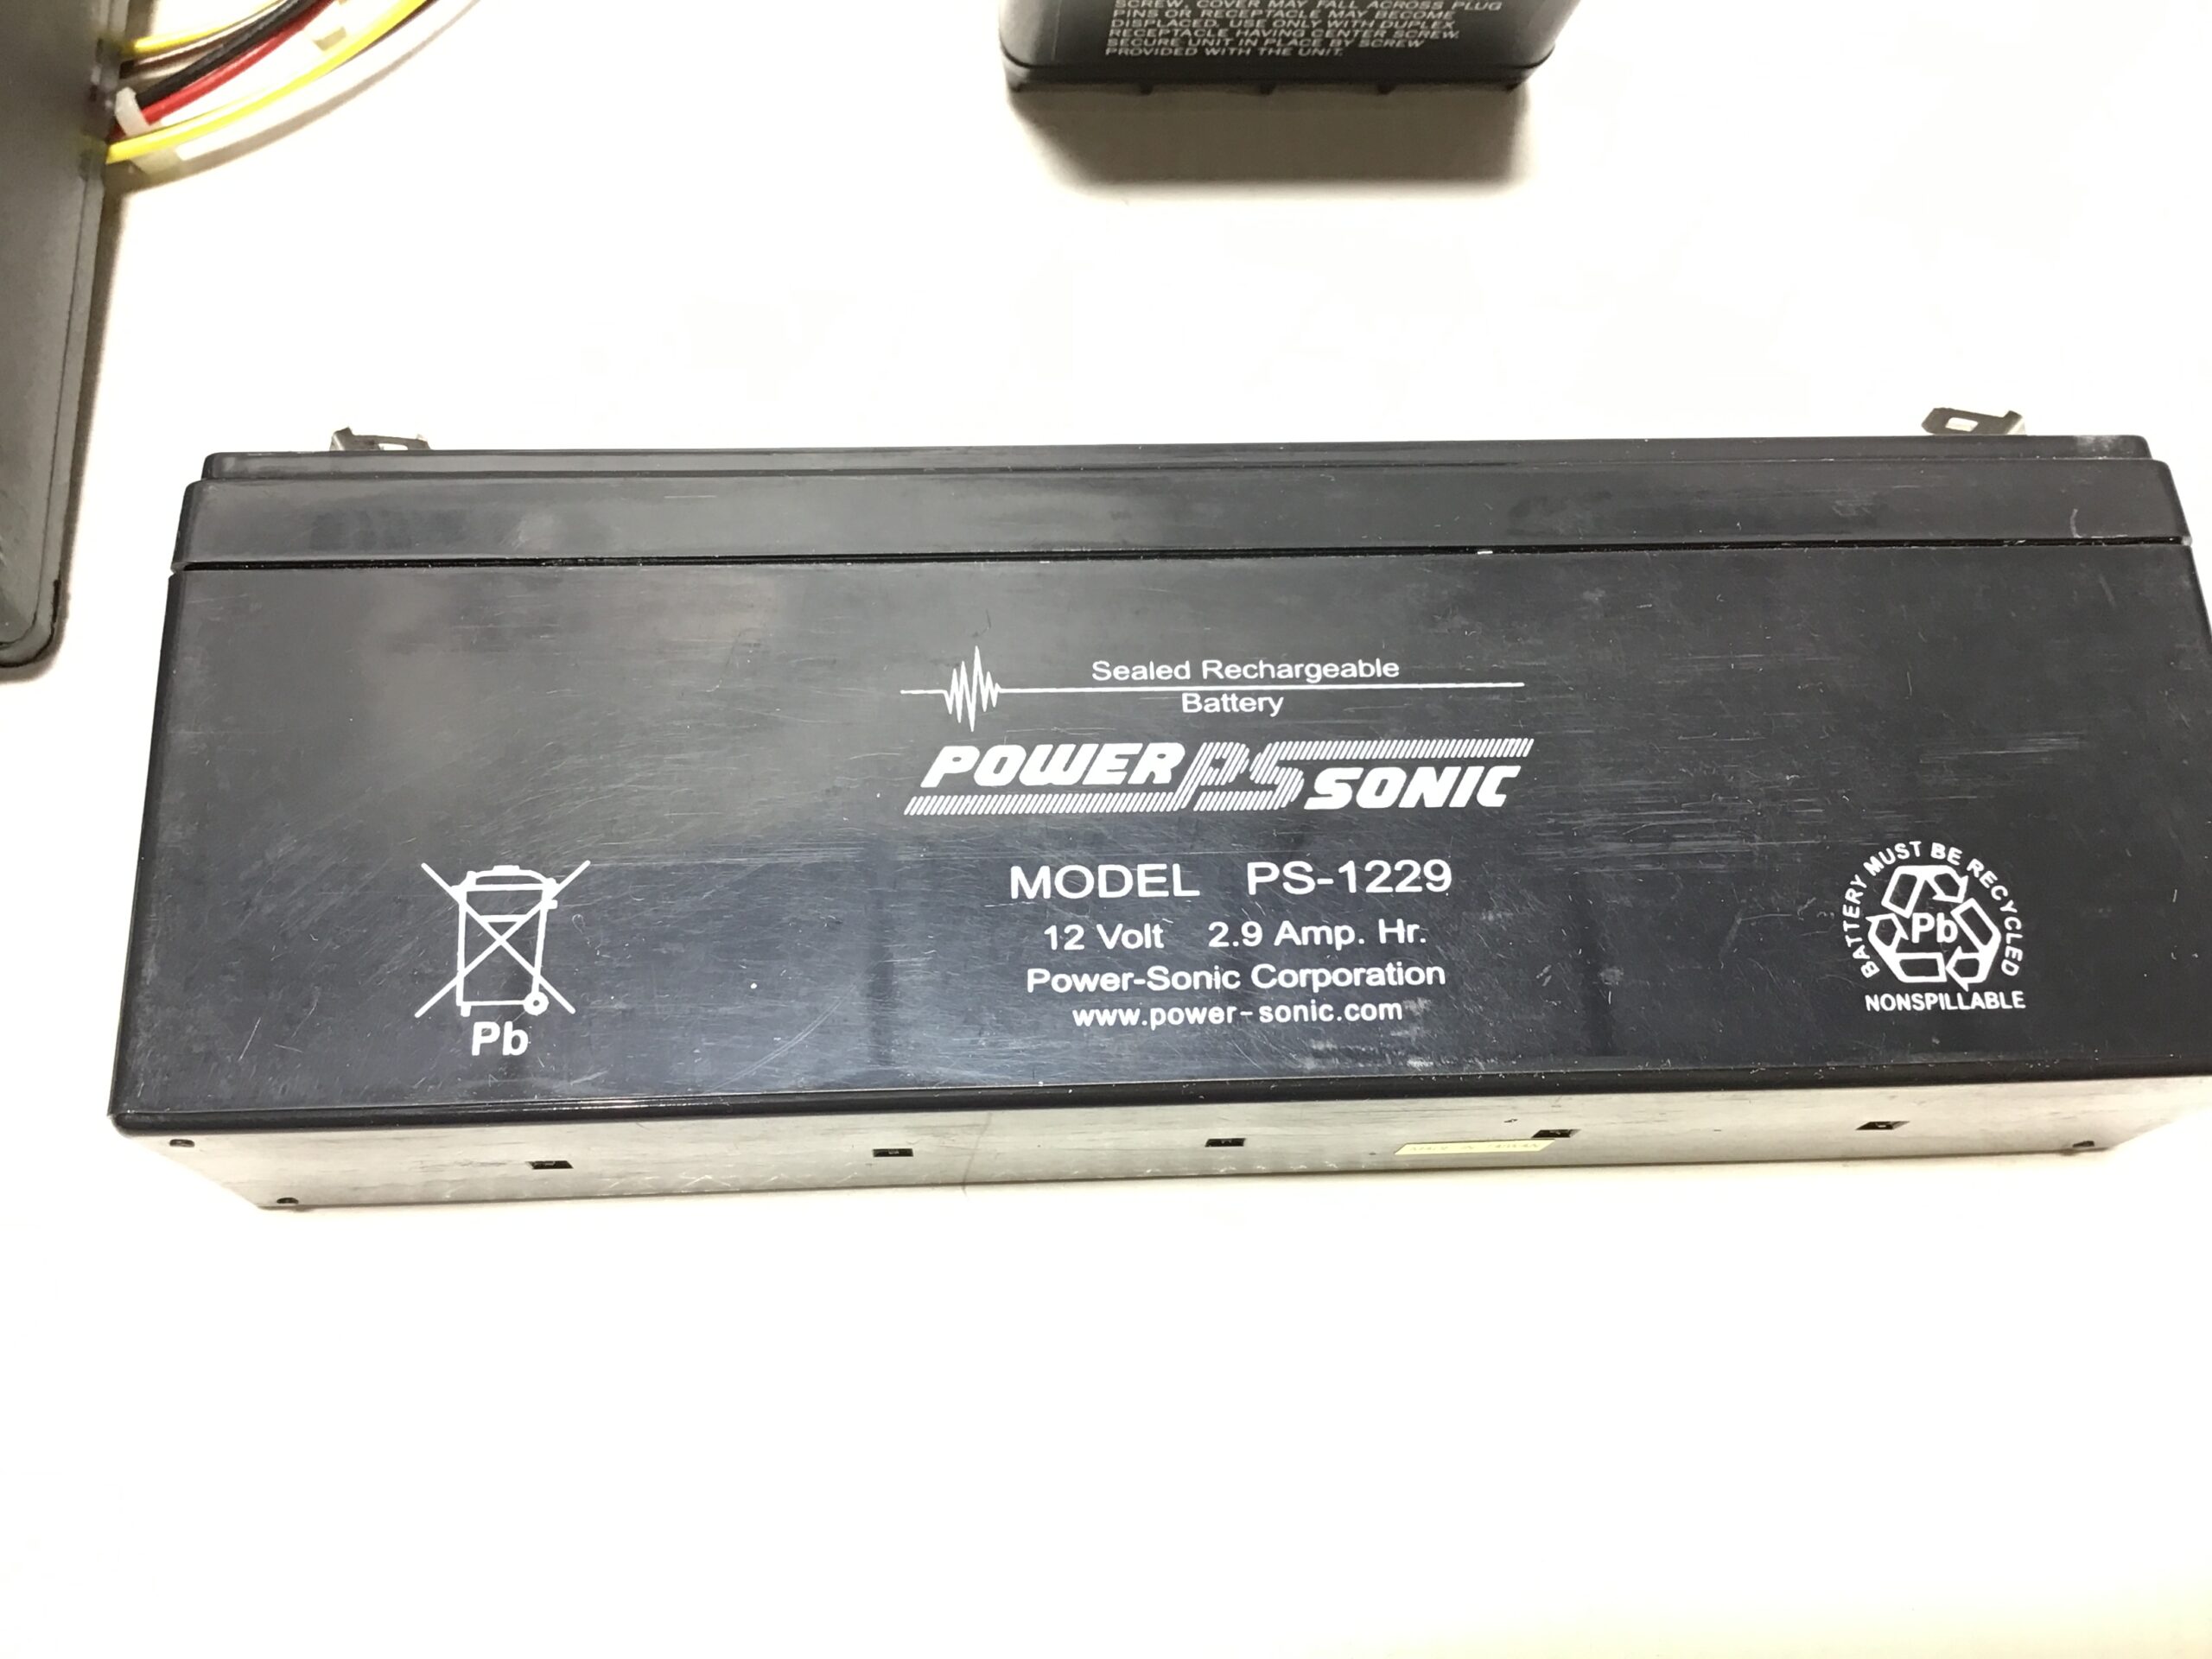 SCREW, COVER MAY FALL ACROSS PLUG
PINS OR RECEPTACLE MAY BECOME
DISPLACED. USE ONLY WITH DUPLEX
RECEPTACLE HAVING CENTER SCREW.
SECURE UNIT IN PLACE BY SCREW
PROVIDED WITH THE UNIT.
Sealed Rechargeable
Battery
POWER PS SONIC
MODEL PS-1229
12 Volt 2.9 Amp. Hr.
Power-Sonic Corporation
www.power-sonic.com
Pb
BATTERY MUST BE RECYCLED
Pb
NONSPILLABLE